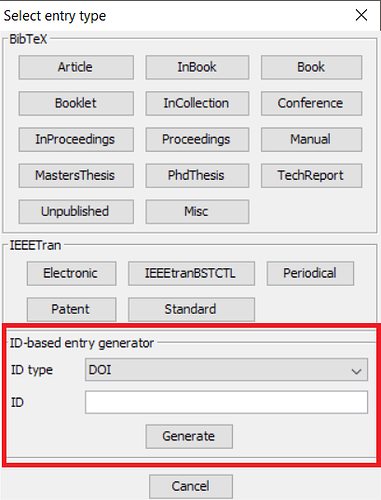 Select entry type
BibTeX
Article InBook Book
Booklet InCollection Conference
InProceedings Proceedings Manual
MastersThesis PhdThesis TechReport
Unpublished Misc
IEEETran
Electronic IEEEtranBSTCTL Periodical
Patent Standard
ID-based entry generator
ID type DOI
ID
Generate
Cancel